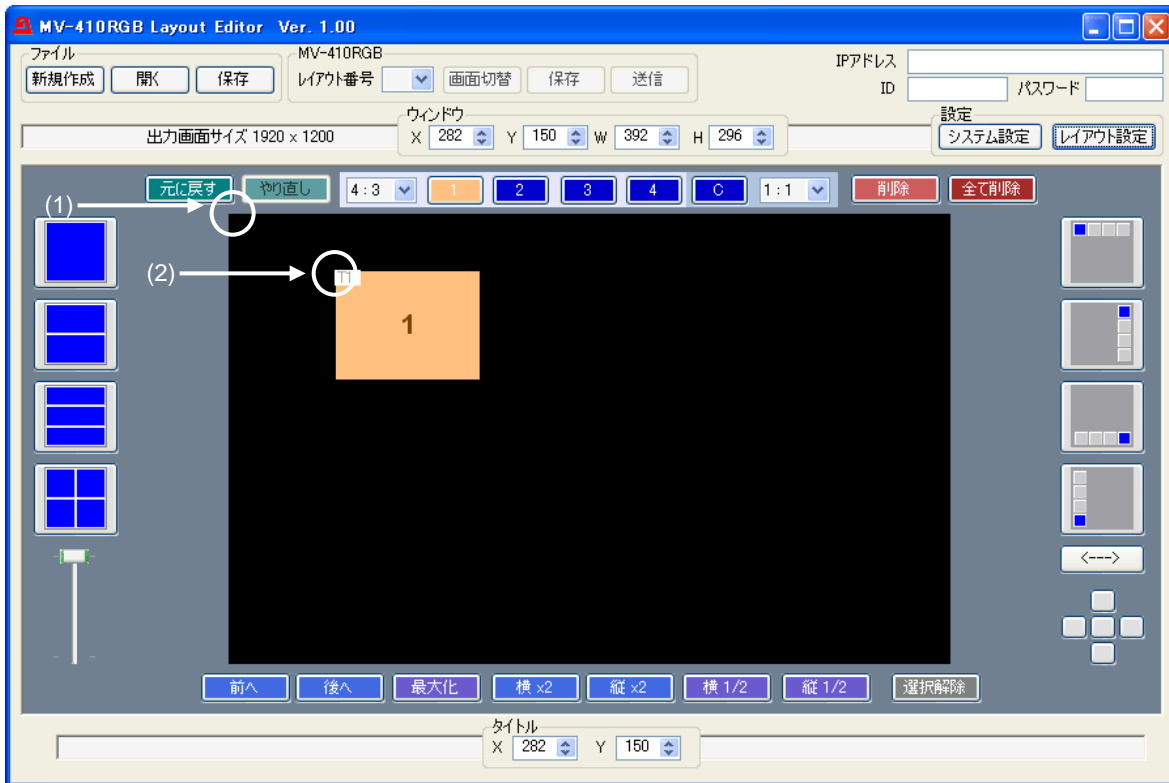 MV-410RGB Layout Editor Ver. 1.00
ファイル
新規作成 開く 保存
MV-410RGB
レイアウト番号 画面切替 保存 送信
IPアドレス
ID パスワード
出力画面サイズ 1920 x 1200
ウィンドウ
X 282 Y 150 W 392 H 296
設定
システム設定 レイアウト設定
元に戻す やり直し 4:3 1 2 3 4 C 1:1 削除 全て削除
(1)
(2)
T1
1
<--->
前へ 後へ 最大化 横 x2 縦 x2 横 1/2 縦 1/2 選択解除
タイトル
X 282 Y 150